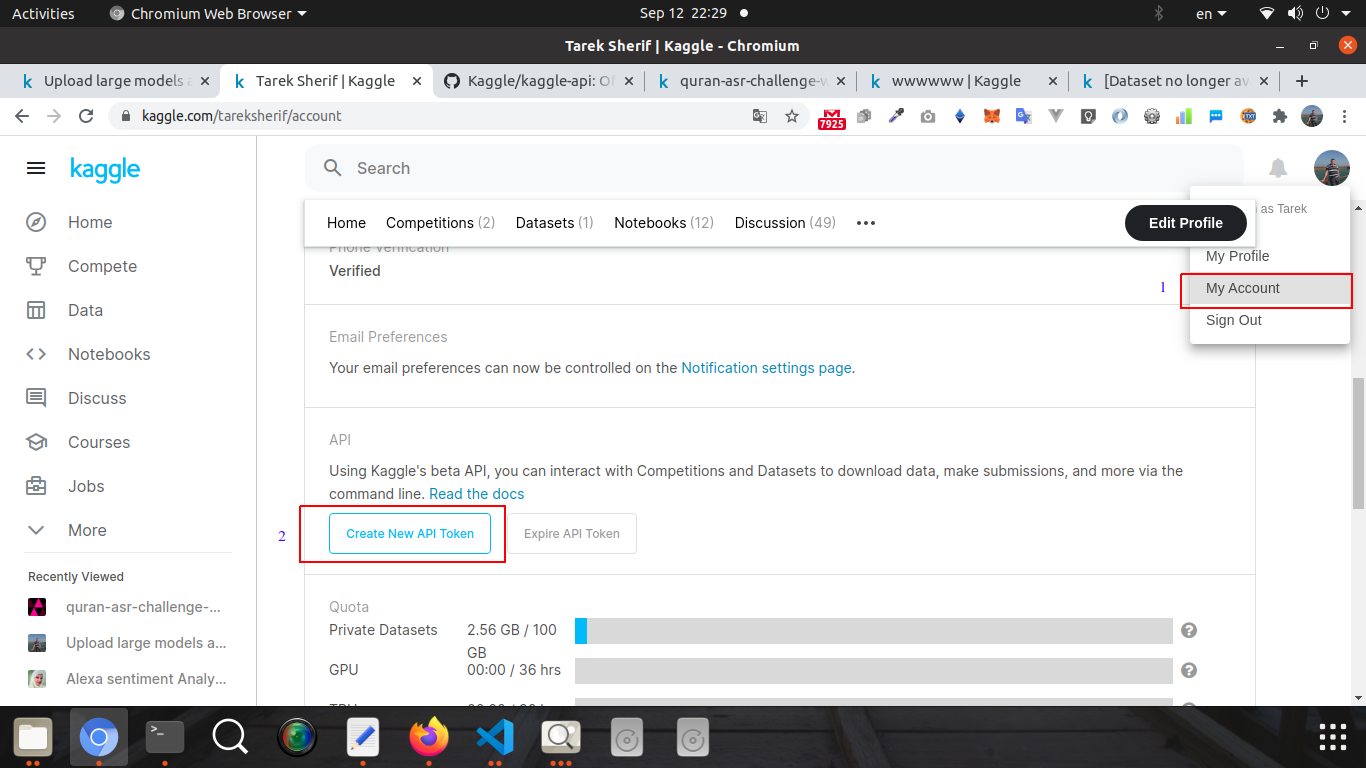 Activities
Chromium Web Browser
Sep 12 22:29
en
Tarek Sherif | Kaggle - Chromium
Upload large models a
Tarek Sherif | Kaggle
Kaggle/kaggle-api: Of
quran-asr-challenge-w
wwwwww | Kaggle
[Dataset no longer av
kaggle.com/tareksherif/account
7925
TXT
kaggle
Search
as Tarek
Home
Compete
Data
Notebooks
Discuss
Courses
Jobs
More
Recently Viewed
quran-asr-challenge-...
Upload large models a...
Alexa sentiment Analy...
Home Competitions (2) Datasets (1) Notebooks (12) Discussion (49) •••
Edit Profile
My Profile
1
My Account
Sign Out
Phone Verification
Verified
Email Preferences
Your email preferences can now be controlled on the Notification settings page.
API
Using Kaggle's beta API, you can interact with Competitions and Datasets to download data, make submissions, and more via the
command line. Read the docs
2
Create New API Token
Expire API Token
Quota
Private Datasets 2.56 GB / 100
GB
GPU 00:00 / 36 hrs